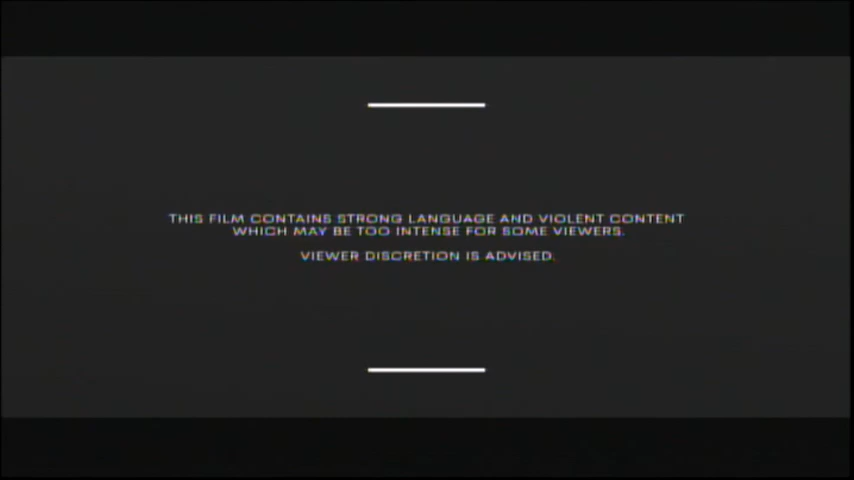 THIS FILM CONTAINS STRONG LANGUAGE AND VIOLENT CONTENT
WHICH MAY BE TOO INTENSE FOR SOME VIEWERS.
VIEWER DISCRETION IS ADVISED.